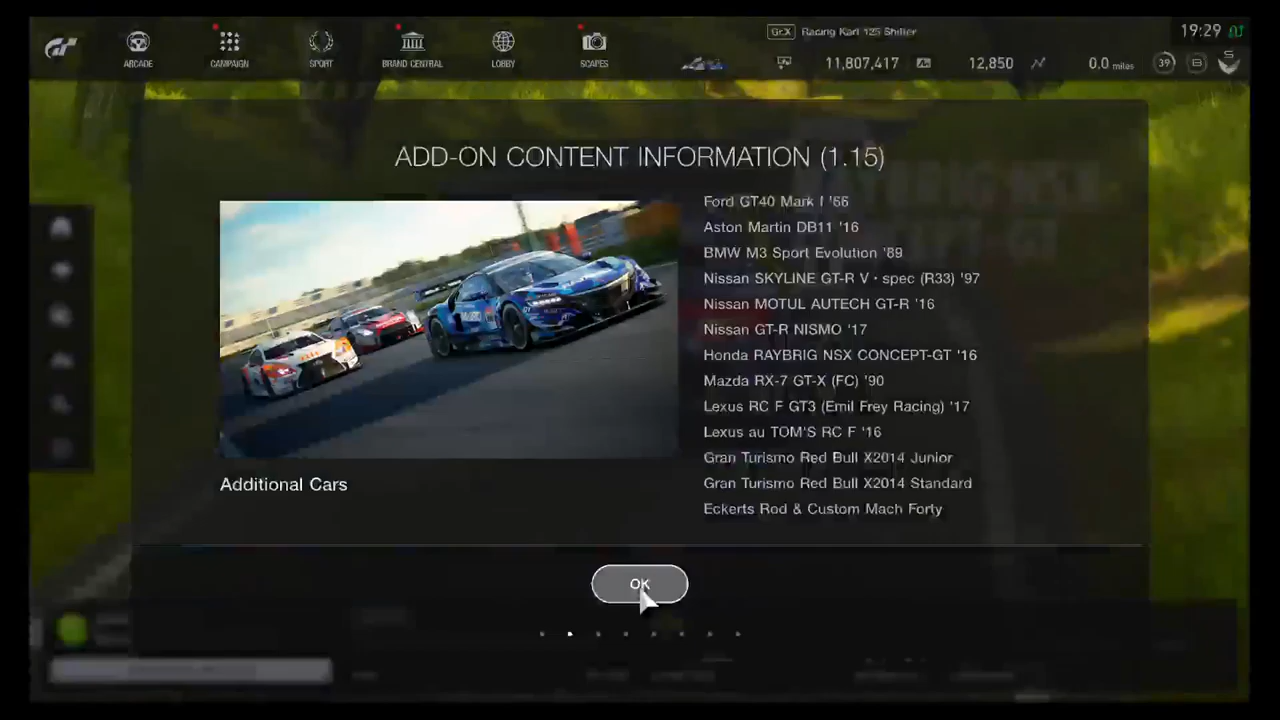 GrX Racing Kart 125 Shifter
19:29
ARCADE
CAMPAIGN
SPORT
BRAND CENTRAL
LOBBY
SCAPES
11,807,417
12,850
0.0 miles
39
B
S
ADD-ON CONTENT INFORMATION (1.15)
Ford GT40 Mark I '66
Aston Martin DB11 '16
BMW M3 Sport Evolution '89
Nissan SKYLINE GT-R V・spec (R33) '97
Nissan MOTUL AUTECH GT-R '16
Nissan GT-R NISMO '17
Honda RAYBRIG NSX CONCEPT-GT '16
Mazda RX-7 GT-X (FC) '90
Lexus RC F GT3 (Emil Frey Racing) '17
Lexus au TOM'S RC F '16
Gran Turismo Red Bull X2014 Junior
Gran Turismo Red Bull X2014 Standard
Eckerts Rod & Custom Mach Forty
Additional Cars
OK